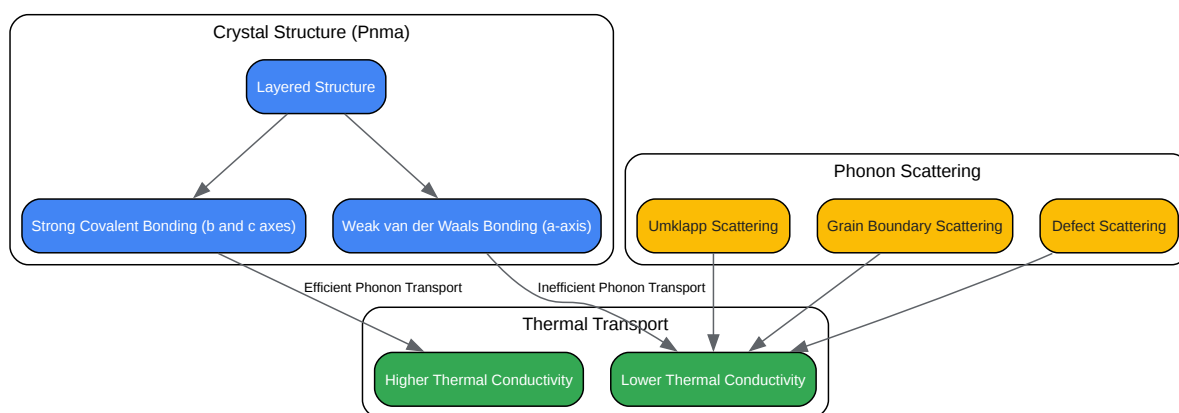 Crystal Structure (Pnma)
Layered Structure
Strong Covalent Bonding (b and c axes)
Weak van der Waals Bonding (a-axis)
Phonon Scattering
Umklapp Scattering
Grain Boundary Scattering
Defect Scattering
Efficient Phonon Transport
Inefficient Phonon Transport
Thermal Transport
Higher Thermal Conductivity
Lower Thermal Conductivity